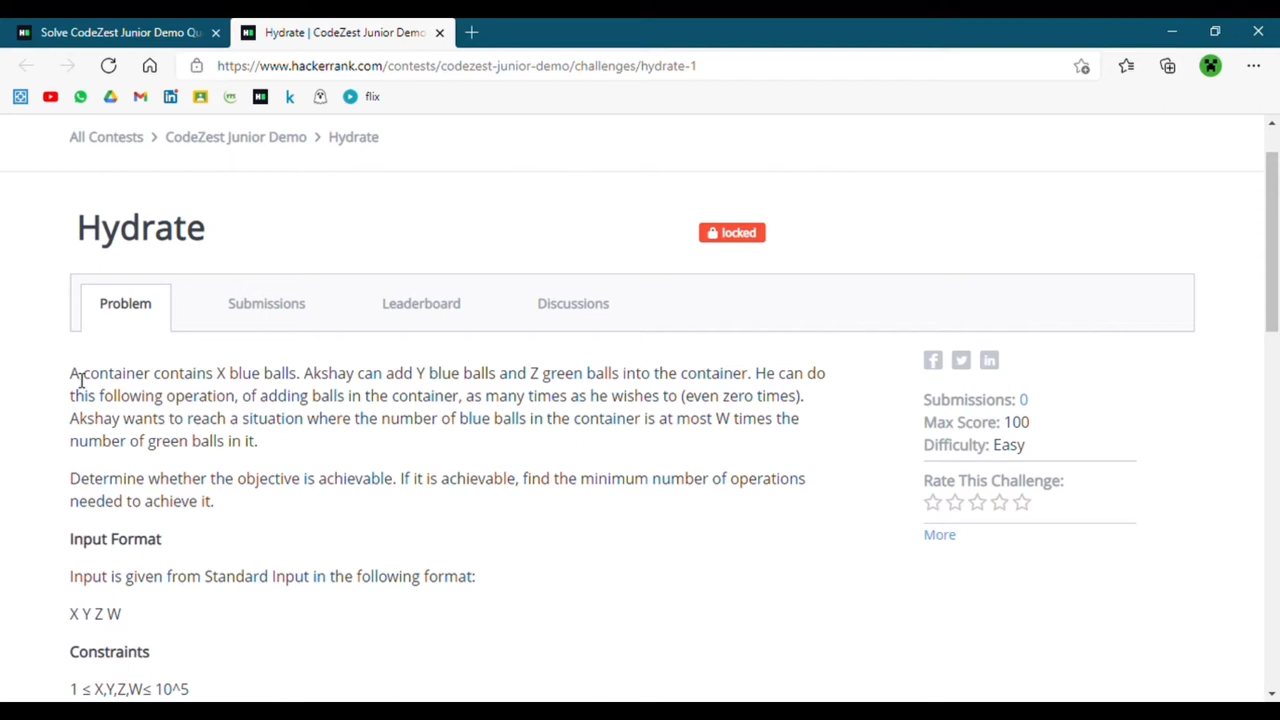 Solve CodeZest Junior Demo Qu
Hydrate | CodeZest Junior Demo
https://www.hackerrank.com/contests/codezest-junior-demo/challenges/hydrate-1
flix
All Contests > CodeZest Junior Demo > Hydrate
Hydrate
locked
Problem Submissions Leaderboard Discussions
A container contains X blue balls. Akshay can add Y blue balls and Z green balls into the container. He can do
this following operation, of adding balls in the container, as many times as he wishes to (even zero times).
Akshay wants to reach a situation where the number of blue balls in the container is at most W times the
number of green balls in it.
Determine whether the objective is achievable. If it is achievable, find the minimum number of operations
needed to achieve it.
Input Format
Input is given from Standard Input in the following format:
X Y Z W
Constraints
1 ≤ X,Y,Z,W≤ 10^5
Submissions: 0
Max Score: 100
Difficulty: Easy
Rate This Challenge:
More